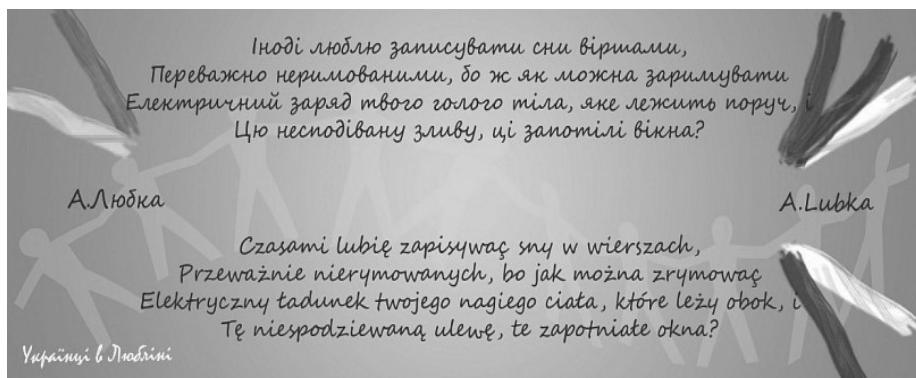 Іноді люблю записувати сни віршами,
Переважно неримованими, бо ж як можна заримувати
Електричний заряд твого голого тіла, яке лежить поруч, і
Цю несподівану зливу, ці запотілі вікна?
А.Любка
A.Lubka
Czasami lubię zapisywać sny w wierszach,
Przeważnie nierymowanych, bo jak można zrymować
Elektryczny ładunek twojego nagiego ciała, które leży obok, i
Tę niespodziewaną ulewę, te zapotniałe okna?
Українці в Любліні